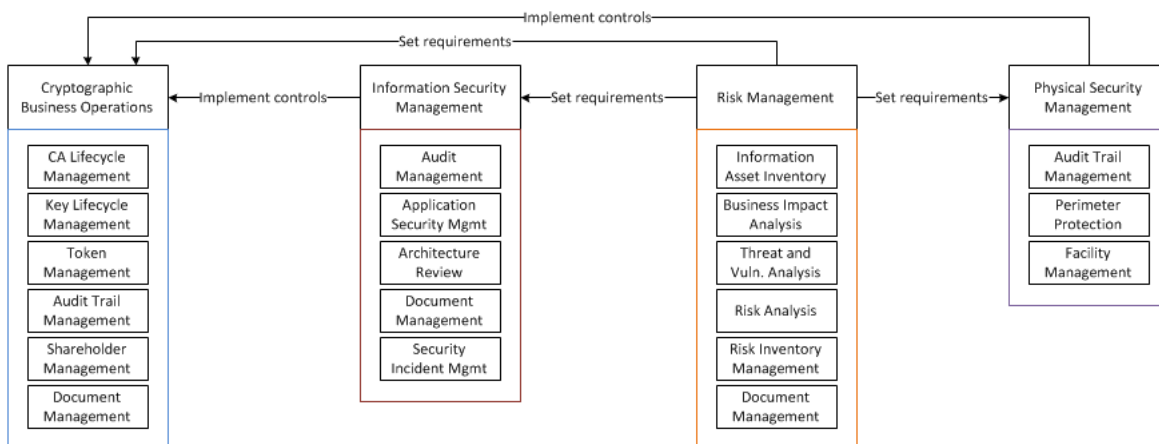 Implement controls
Set requirements
Cryptographic
Business Operations
Implement controls
Information Security
Management
Set requirements
Risk Management
Set requirements
Physical Security
Management
CA Lifecycle
Management
Key Lifecycle
Management
Token
Management
Audit Trail
Management
Shareholder
Management
Document
Management
Audit
Management
Application
Security Mgmt
Architecture
Review
Document
Management
Security
Incident Mgmt
Information
Asset Inventory
Business Impact
Analysis
Threat and
Vuln. Analysis
Risk Analysis
Risk Inventory
Management
Document
Management
Audit Trail
Management
Perimeter
Protection
Facility
Management